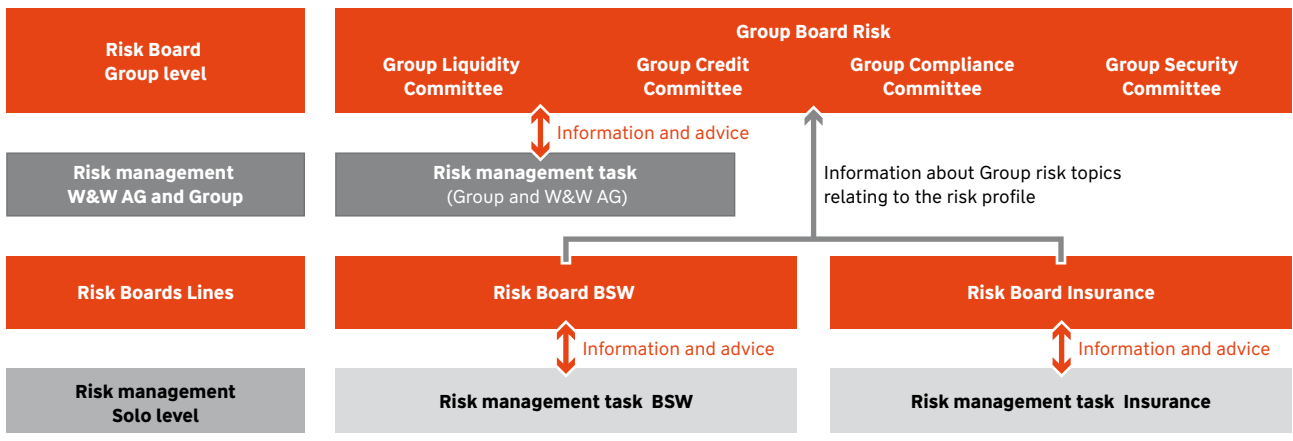 Risk Board
Group level
Group Board Risk
Group Liquidity
Committee
Group Credit
Committee
Group Compliance
Committee
Group Security
Committee
Information and advice
Risk management
W&W AG and Group
Risk management task
(Group and W&W AG)
Information about Group risk topics
relating to the risk profile
Risk Boards Lines
Risk Board BSW
Risk Board Insurance
Information and advice
Information and advice
Risk management
Solo level
Risk management task BSW
Risk management task Insurance